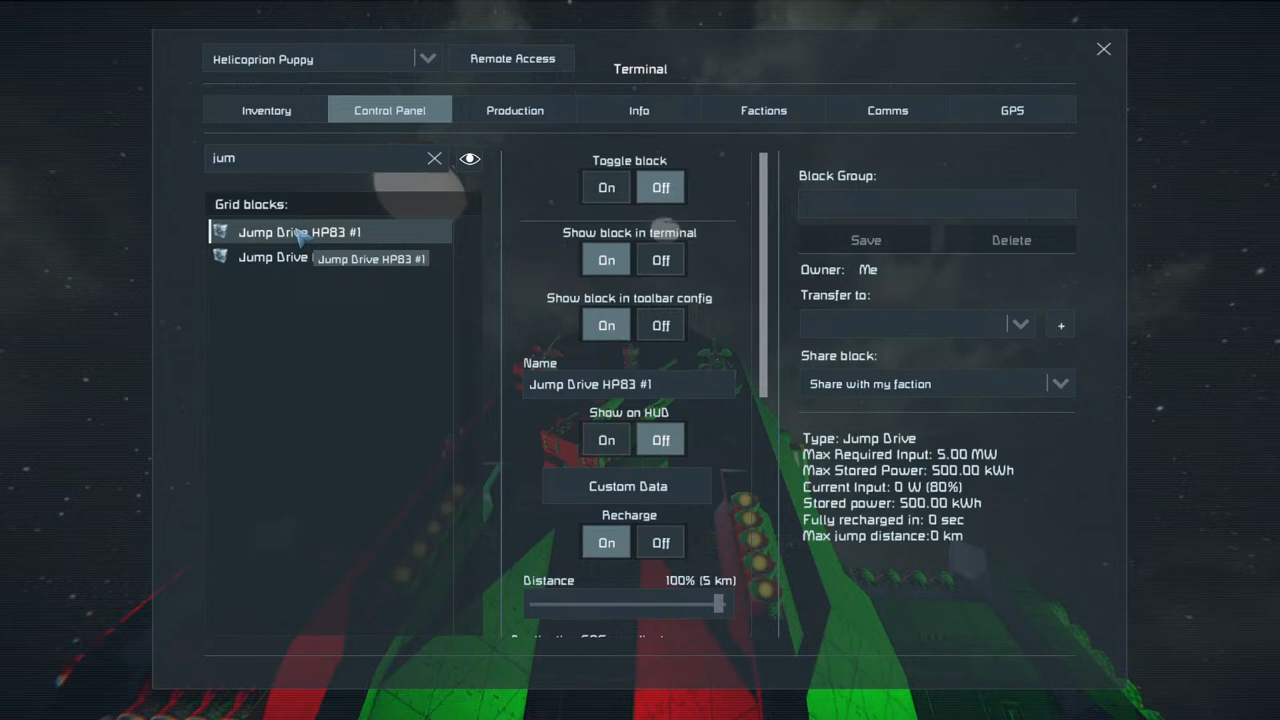 Helicoprion Puppy
Remote Access
Terminal
Inventory
Control Panel
Production
Info
Factions
Comms
GPS
jum
Grid blocks:
Jump Drive HP83 #1
Jump Drive
Jump Drive HP83 #1
Toggle block
On
Off
Show block in terminal
On
Off
Show block in toolbar config
On
Off
Name
Jump Drive HP83 #1
Show on HUD
On
Off
Custom Data
Recharge
On
Off
Distance
100% (5 km)
Block Group:
Save
Delete
Owner: Me
Transfer to:
+
Share block:
Share with my faction
Type: Jump Drive
Max Required Input: 5.00 MW
Max Stored Power: 500.00 kWh
Current Input: 0 W (80%)
Stored power: 500.00 kWh
Fully recharged in: 0 sec
Max jump distance:0 km